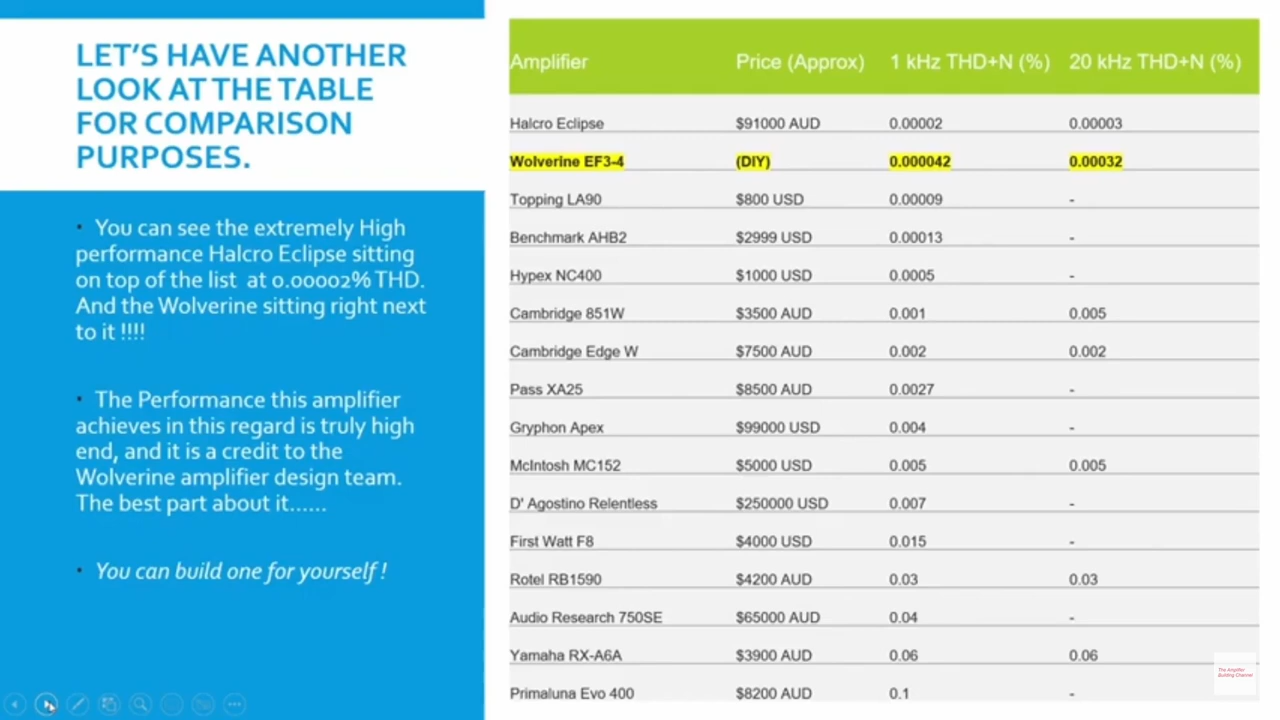 LET'S HAVE ANOTHER
LOOK AT THE TABLE
FOR COMPARISON
PURPOSES.
• You can see the extremely High
performance Halcro Eclipse sitting
on top of the list at 0.00002% THD.
And the Wolverine sitting right next
to it !!!!
• The Performance this amplifier
achieves in this regard is truly high
end, and it is a credit to the
Wolverine amplifier design team.
The best part about it......
• You can build one for yourself !
Amplifier Price (Approx) 1 kHz THD+N (%) 20 kHz THD+N (%)
Halcro Eclipse $91000 AUD 0.00002 0.00003
Wolverine EF3-4 (DIY) 0.000042 0.00032
Topping LA90 $800 USD 0.00009 -
Benchmark AHB2 $2999 USD 0.00013 -
Hypex NC400 $1000 USD 0.0005 -
Cambridge 851W $3500 AUD 0.001 0.005
Cambridge Edge W $7500 AUD 0.002 0.002
Pass XA25 $8500 AUD 0.0027 -
Gryphon Apex $99000 USD 0.004 -
McIntosh MC152 $5000 USD 0.005 0.005
D' Agostino Relentless $250000 USD 0.007 -
First Watt F8 $4000 USD 0.015 -
Rotel RB1590 $4200 AUD 0.03 0.03
Audio Research 750SE $65000 AUD 0.04 -
Yamaha RX-A6A $3900 AUD 0.06 0.06
Primaluna Evo 400 $8200 AUD 0.1 -
The Amplifier
Building Channel